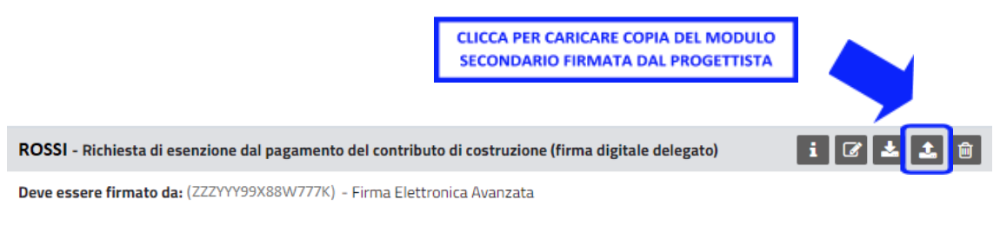 CLICCA PER CARICARE COPIA DEL MODULO
SECONDARIO FIRMATA DAL PROGETTISTA
ROSSI - Richiesta di esenzione dal pagamento del contributo di costruzione (firma digitale delegato)
Deve essere firmato da: (ZZZYYY99X88W777K) - Firma Elettronica Avanzata